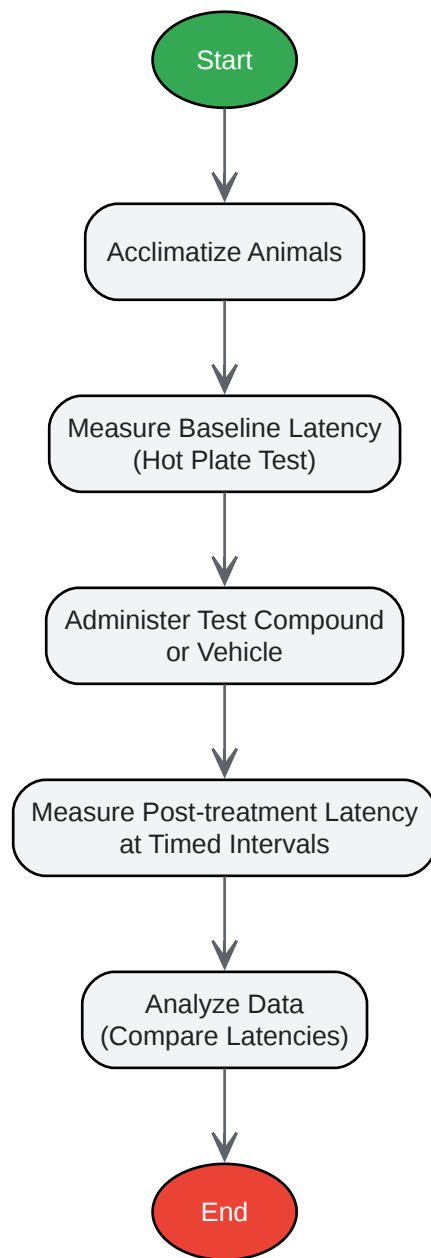 Start
Acclimatize Animals
Measure Baseline Latency
(Hot Plate Test)
Administer Test Compound
or Vehicle
Measure Post-treatment Latency
at Timed Intervals
Analyze Data
(Compare Latencies)
End